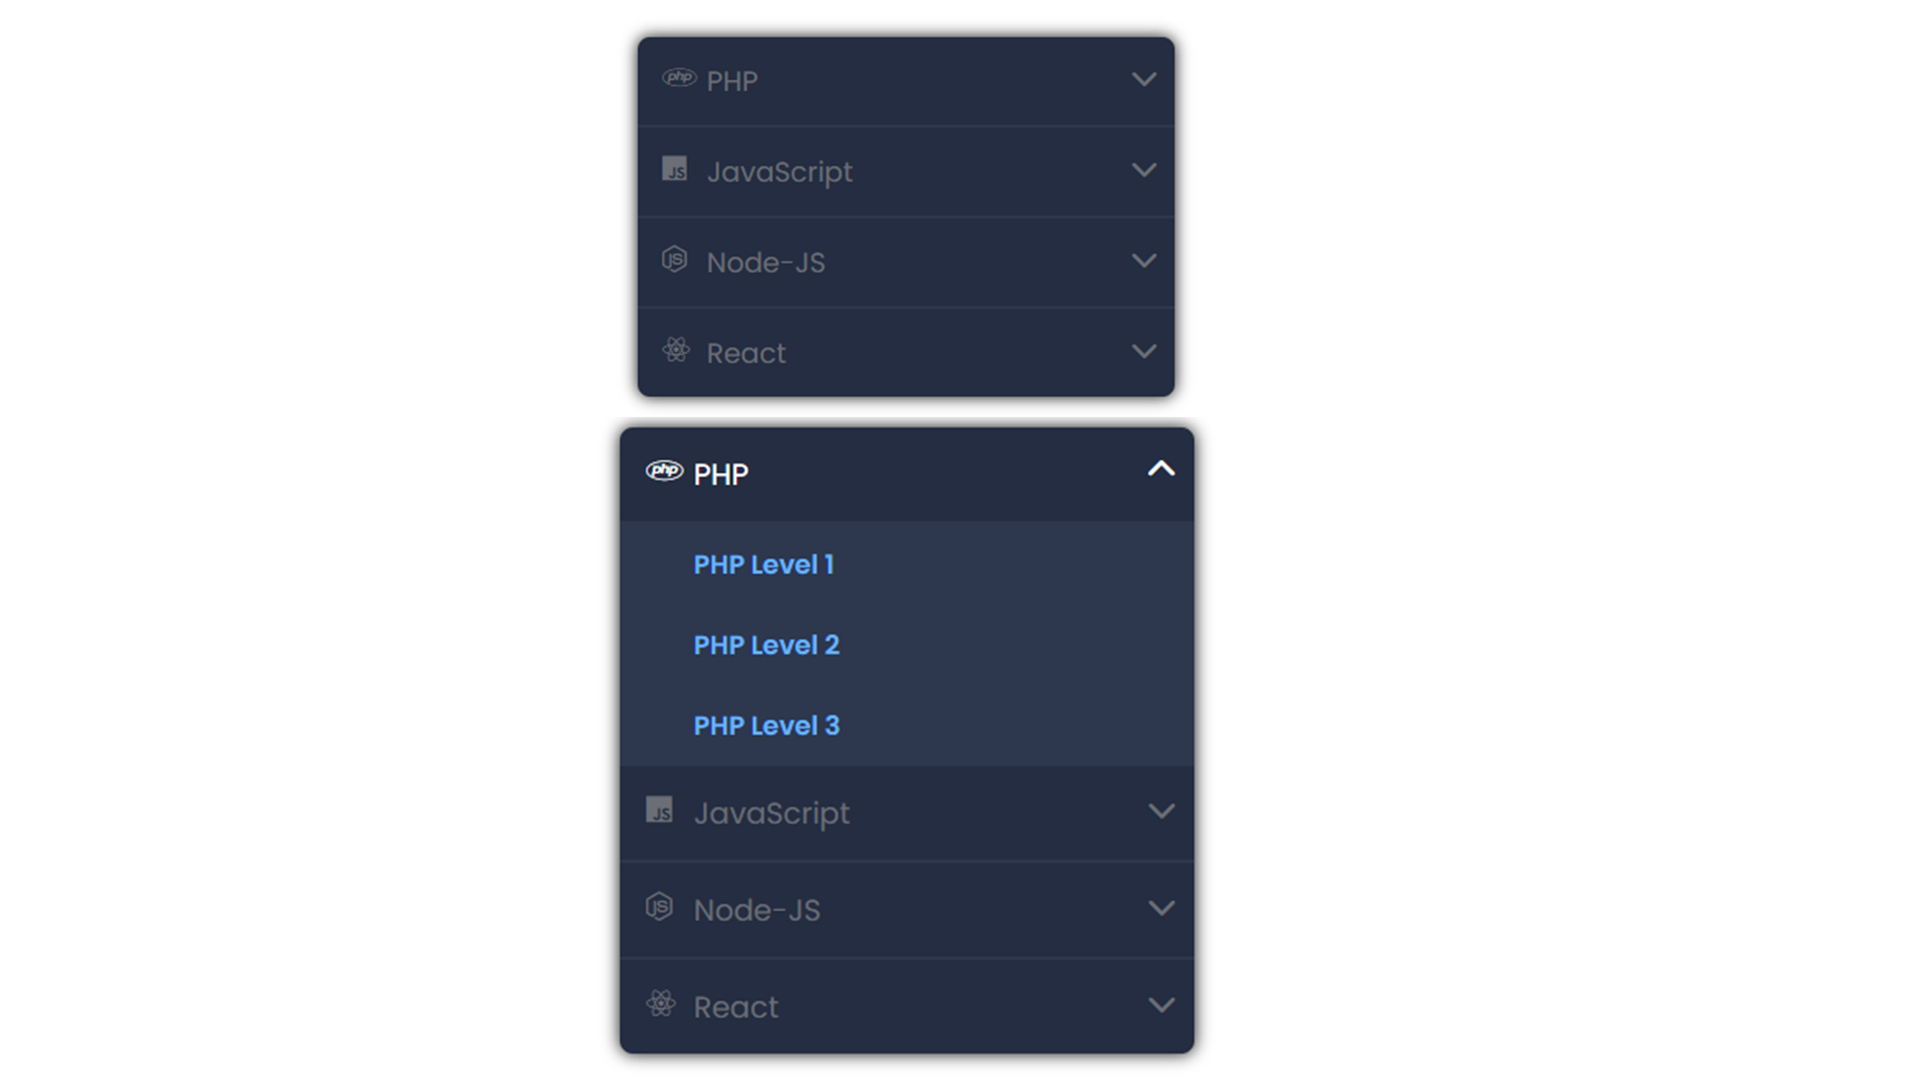 php PHP
JS JavaScript
JS Node-JS
React
php PHP
PHP Level 1
PHP Level 2
PHP Level 3
JS JavaScript
JS Node-JS
React